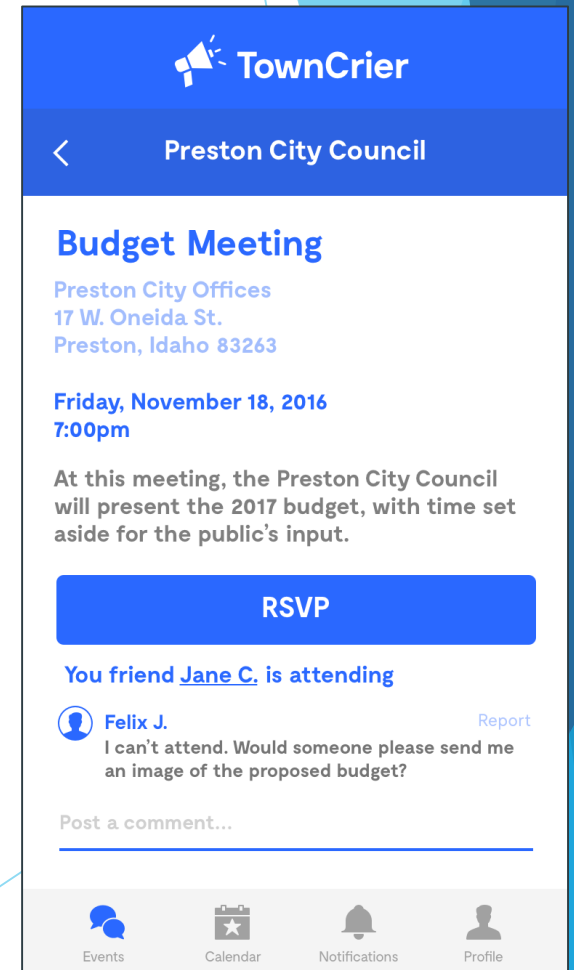 TownCrier
Preston City Council
Budget Meeting
Preston City Offices
17 W. Oneida St.
Preston, Idaho 83263
Friday, November 18, 2016
7:00pm
At this meeting, the Preston City Council
will present the 2017 budget, with time set
aside for the public's input.
RSVP
You friend Jane C. is attending
Felix J.
Report
I can't attend. Would someone please send me
an image of the proposed budget?
Post a comment...
Events
Calendar
Notifications
Profile